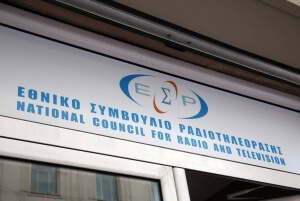 ΕΣΡ
ΕΘΝΙΚΟ ΣΥΜΒΟΥΛΙΟ ΡΑΔΙΟΤΗΛΕΟΡΑΣΗΣ
NATIONAL COUNCIL FOR RADIO AND TELEVISION